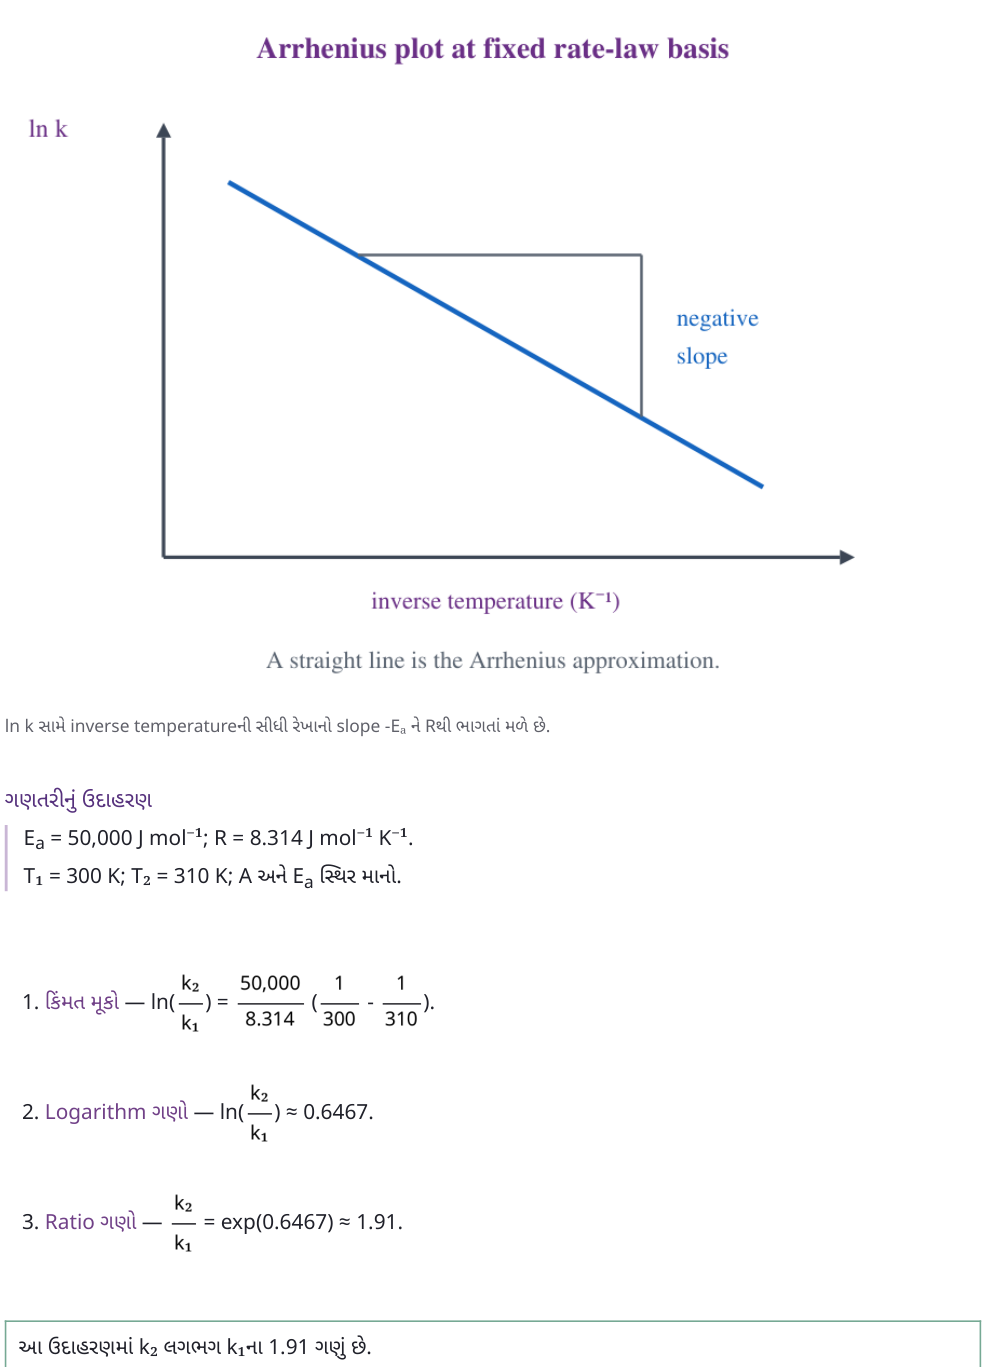 Arrhenius plot at fixed rate-law basis
ln k
negative
slope
inverse temperature (K⁻¹)
A straight line is the Arrhenius approximation.
ln k સામે inverse temperatureની સીધી રેખાનો slope -Eₐ ને Rથી ભાગતાં મળે છે.
ગણતરીનું ઉદાહરણ
Eₐ = 50,000 J mol⁻¹; R = 8.314 J mol⁻¹ K⁻¹.
T₁ = 300 K; T₂ = 310 K; A અને Eₐ સ્થિર માનો.
1. કિંમત મૂકો — ln(k₂/k₁) = 50,000/8.314 (1/300 - 1/310).
2. Logarithm ગણો — ln(k₂/k₁) ≈ 0.6467.
3. Ratio ગણો — k₂/k₁ = exp(0.6467) ≈ 1.91.
આ ઉદાહરણમાં k₂ લગભગ k₁ના 1.91 ગણું છે.